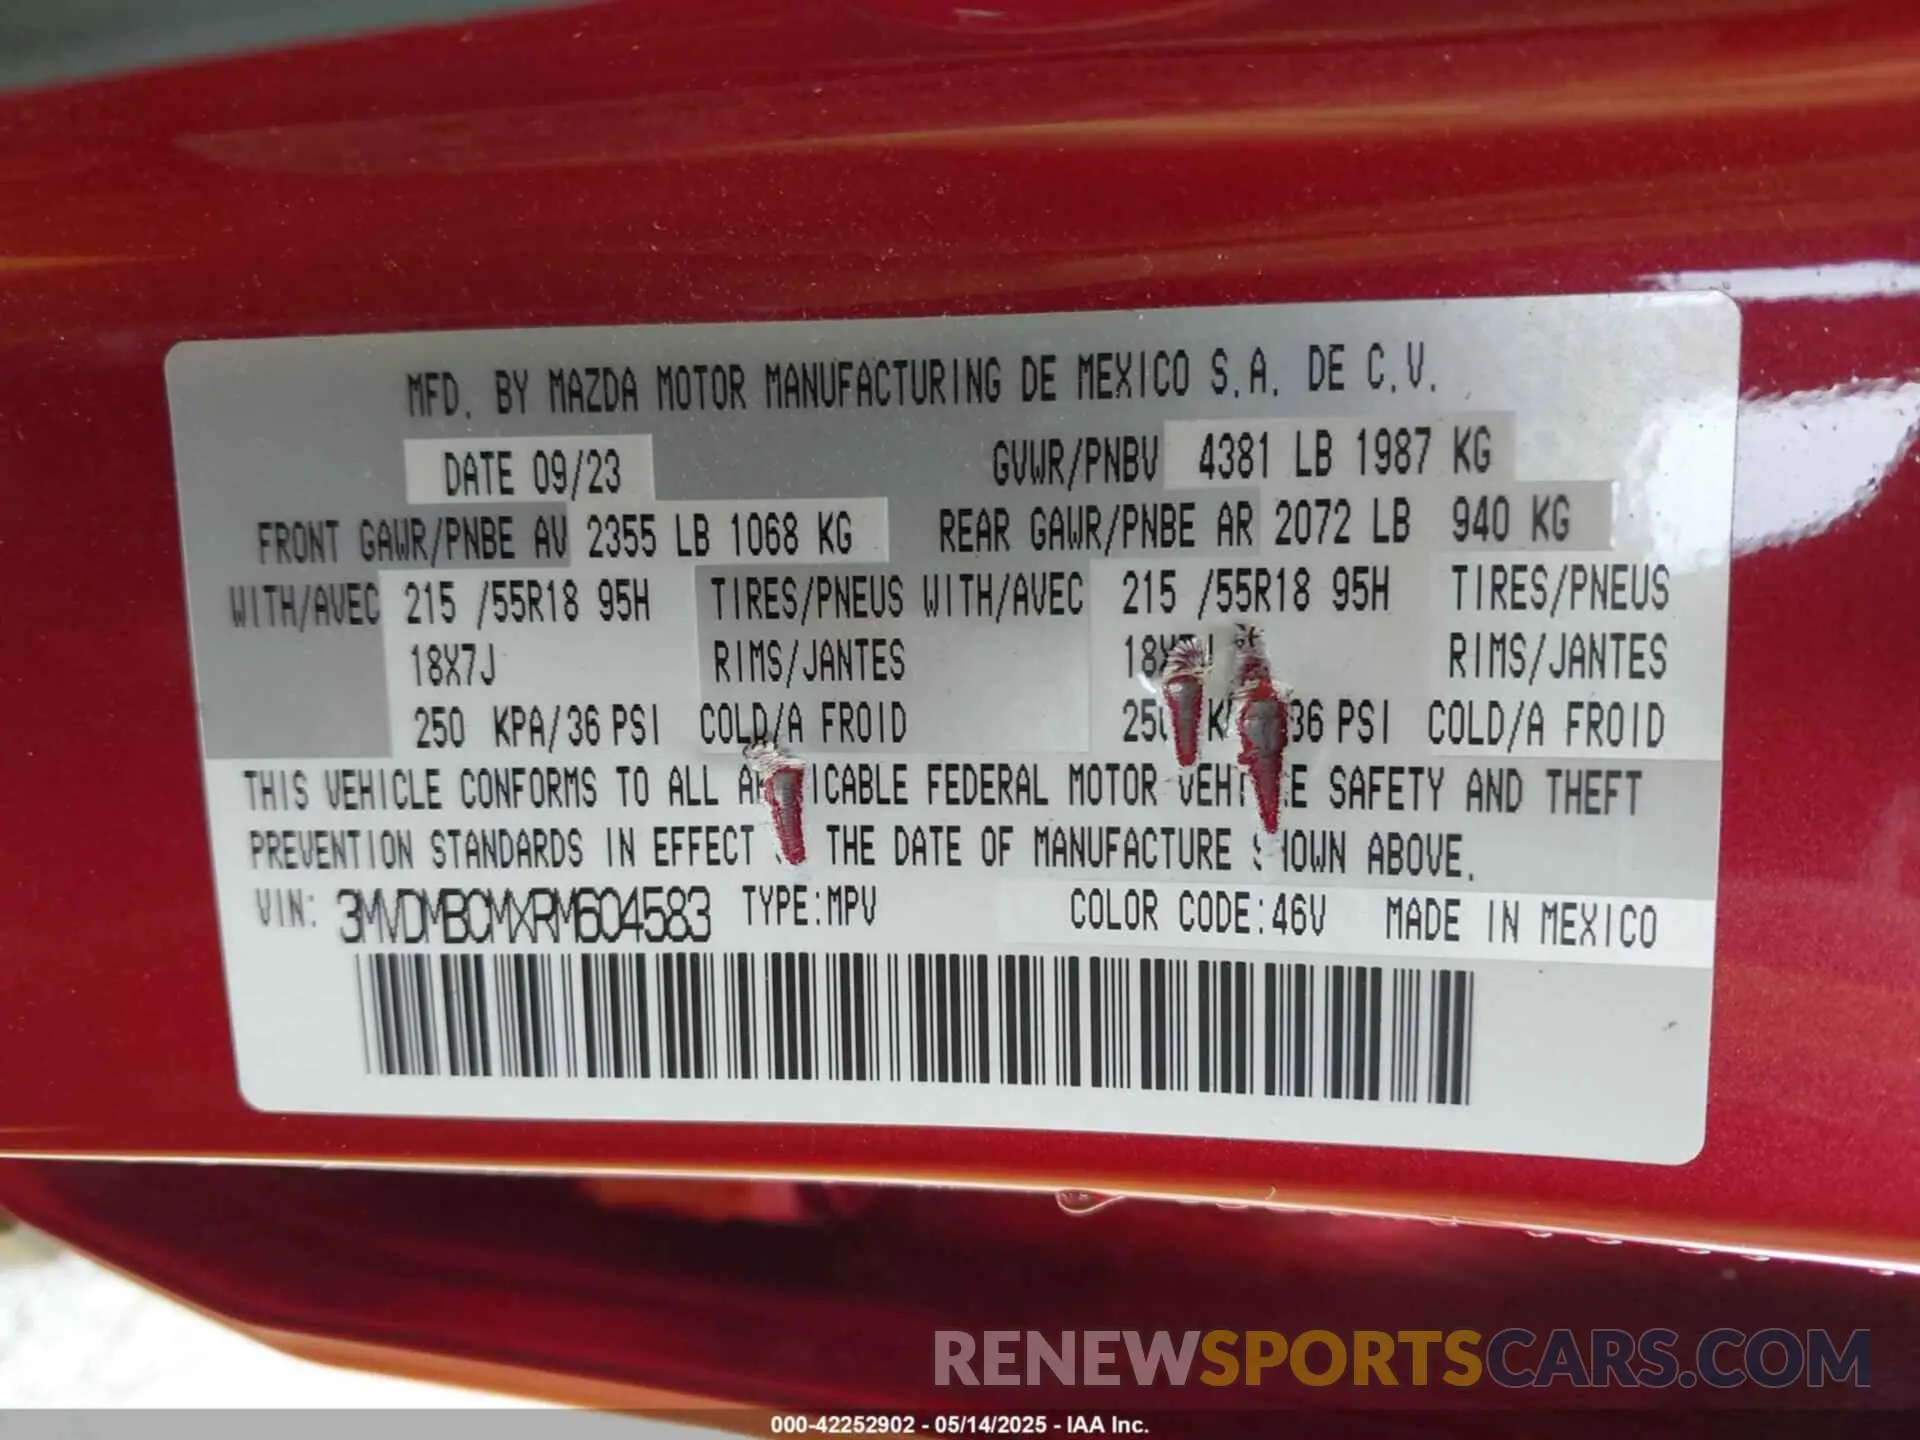 MFD. BY MAZDA MOTOR MANUFACTURING DE MEXICO S.A. DE C.V.
DATE 09/23 GVWR/PNBV 4381 LB 1987 KG
FRONT GAWR/PNBE AV 2355 LB 1068 KG REAR GAWR/PNBE AR 2072 LB 940 KG
WITH/AVEC 215 /55R18 95H TIRES/PNEUS WITH/AVEC 215 /55R18 95H TIRES/PNEUS
18X7J RIMS/JANTES RIMS/JANTES
250 KPA/36 PSI COLD/A FROID PSI COLD/A FROID
THIS VEHICLE CONFORMS TO ALL FEDERAL MOTOR SAFETY AND THEFT
PREVENTION STANDARDS IN EFFECT THE DATE OF MANUFACTURE ABOVE.
VIN: 3MVDMBCMXRM604583 TYPE:MPV COLOR CODE:46V MADE IN MEXICO
RENEWSPORTSCARS.COM
000-42252902 - 05/14/2025 - IAA Inc.